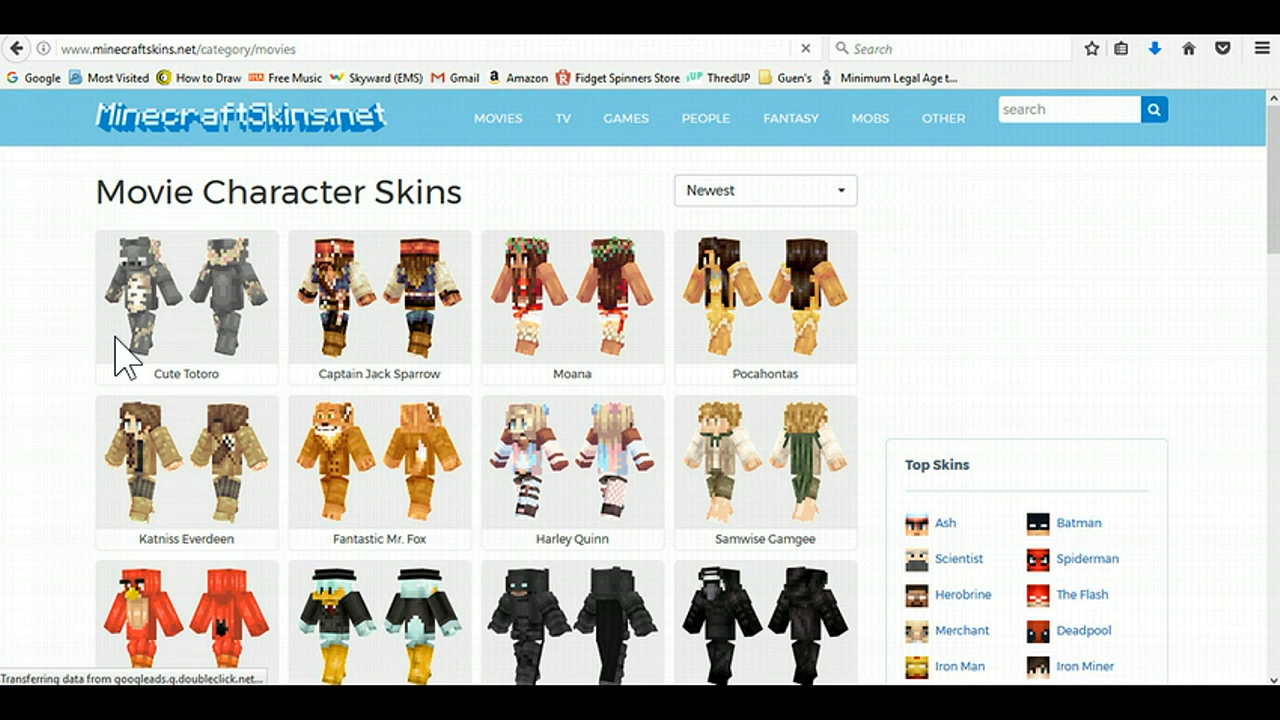 www.minecraftskins.net/category/movies
Search
Google Most Visited How to Draw Free Music Skyward (EMS) Gmail Amazon Fidget Spinners Store ThredUP Guen's Minimum Legal Age t...
MinecraftSkins.net
MOVIES TV GAMES PEOPLE FANTASY MOBS OTHER
search
Movie Character Skins
Newest
Cute Totoro Captain Jack Sparrow Moana Pocahontas
Katniss Everdeen Fantastic Mr. Fox Harley Quinn Samwise Gamgee
Top Skins
Ash Batman
Scientist Spiderman
Herobrine The Flash
Merchant Deadpool
Iron Man Iron Miner
Transferring data from googleads.g.doubleclick.net...